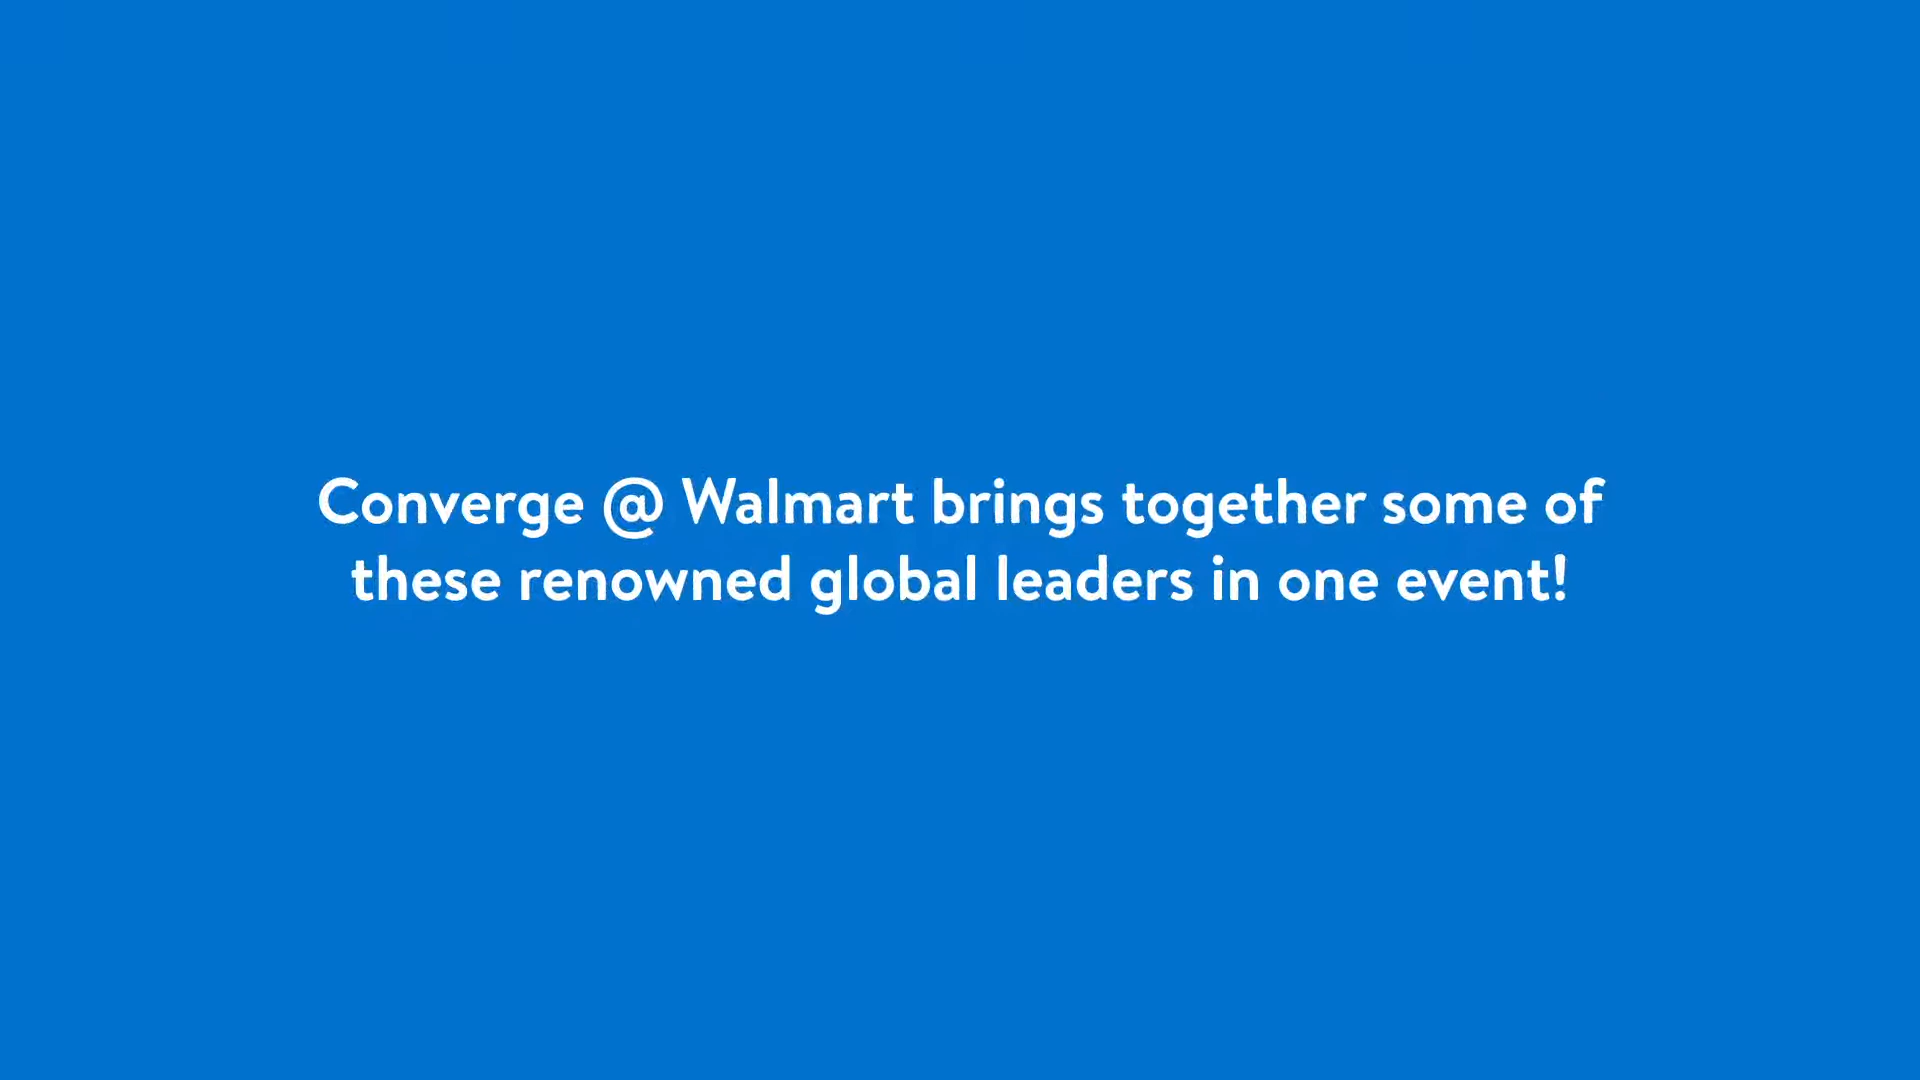 Converge @ Walmart brings together some of
these renowned global leaders in one event!